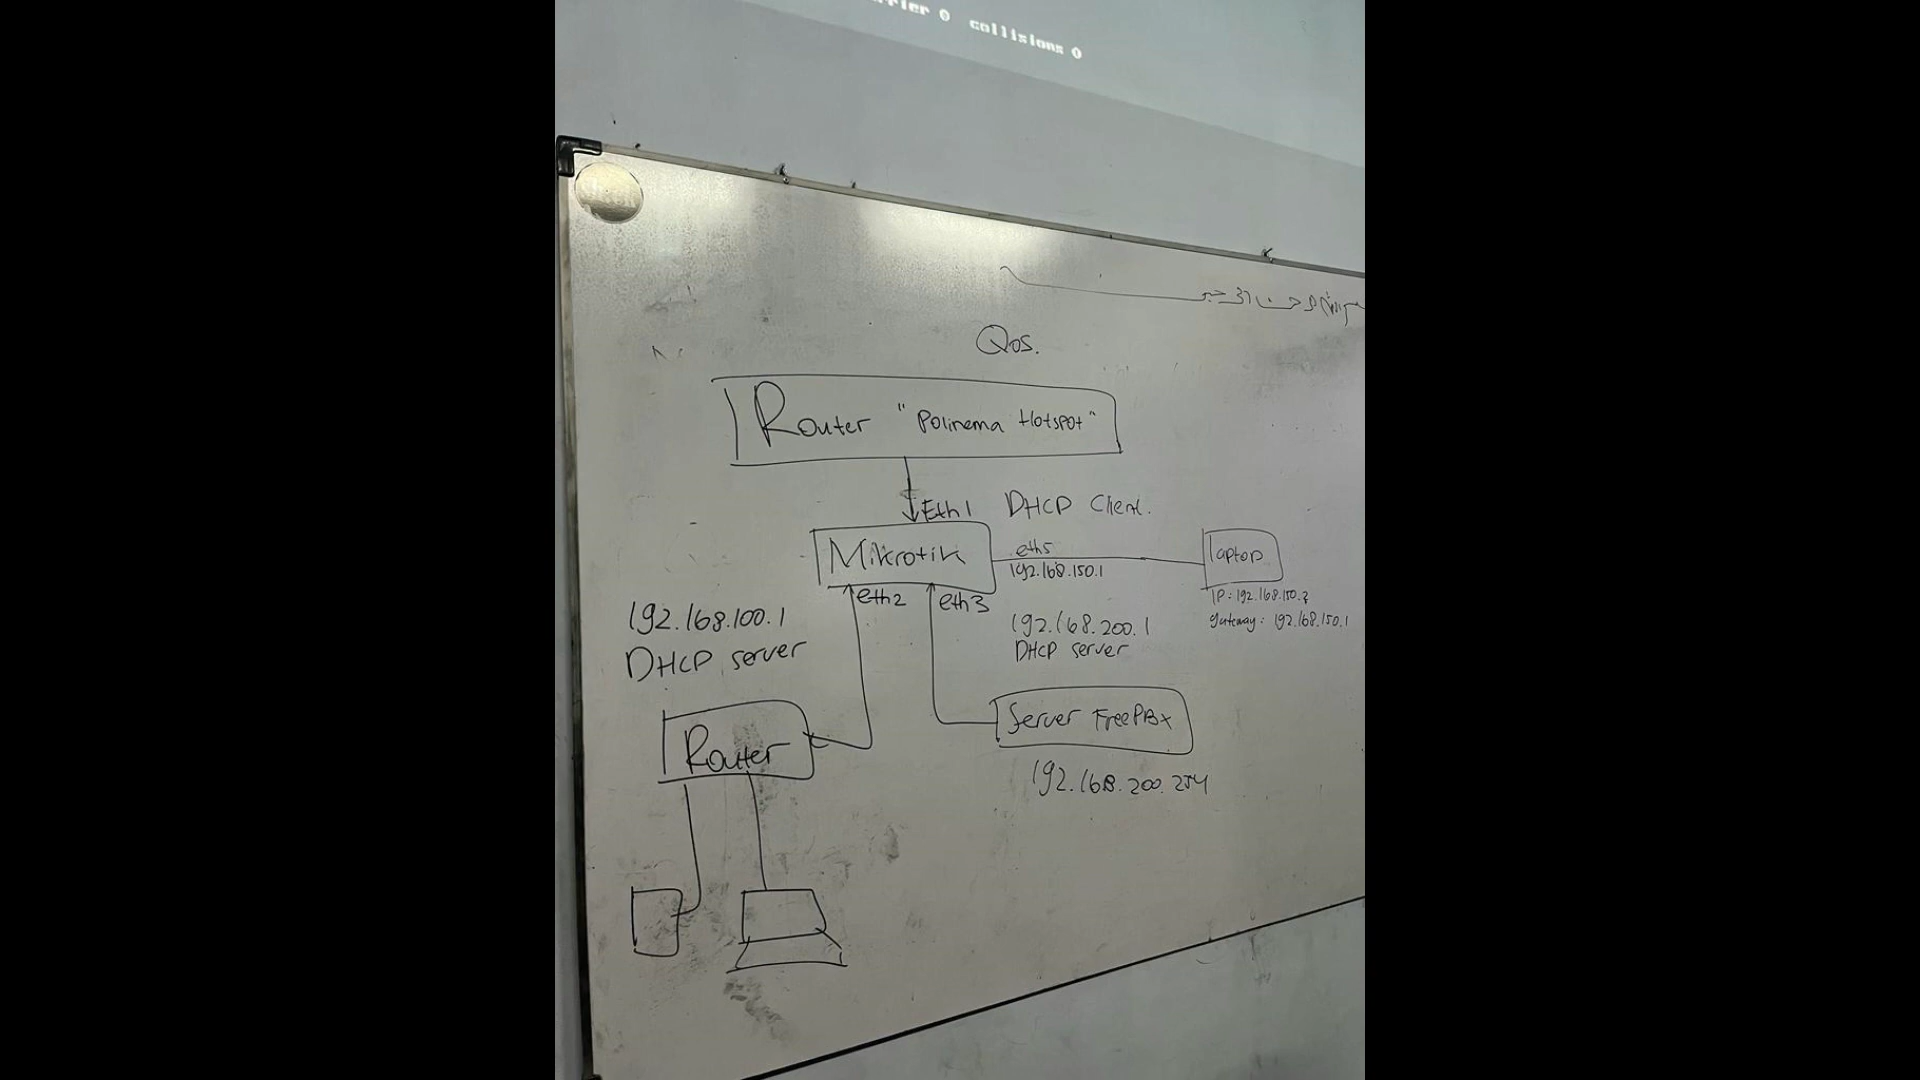 collisions 0
QoS.
Router "Polinema Hotspot"
Eth1 DHCP Client.
Mikrotik
eth5
192.168.150.1
laptop
IP: 192.168.150.2
gateway: 192.168.150.1
eth2
eth3
192.168.100.1
DHCP server
192.168.200.1
DHCP server
Router
Server FreePBX
192.168.200.254